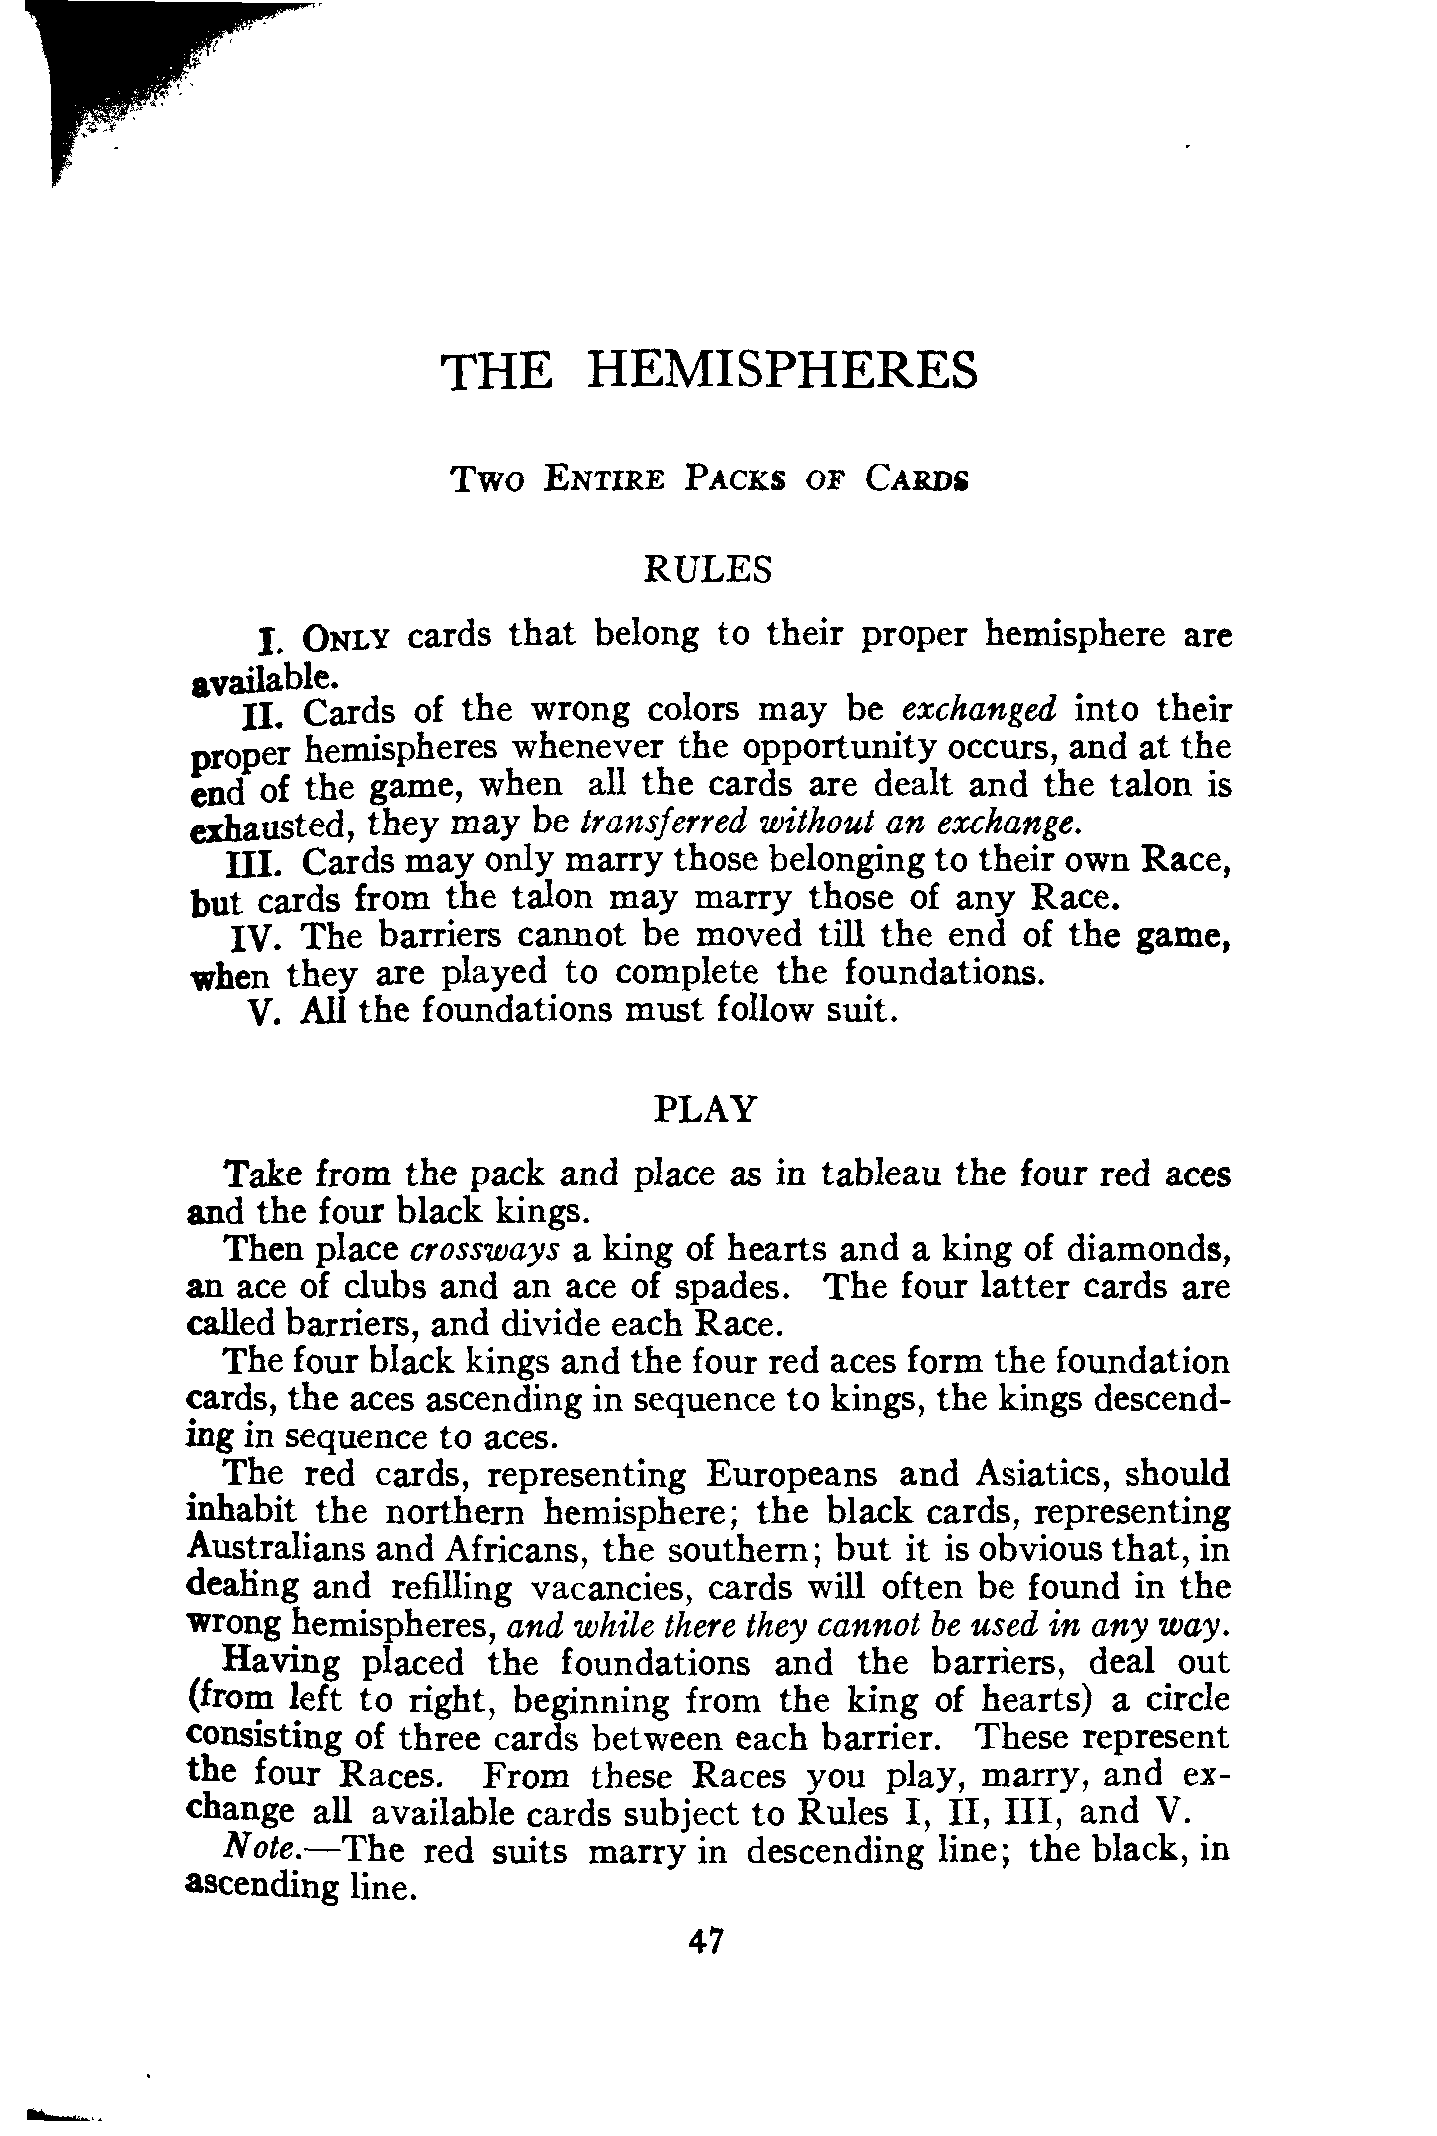 THE HEMISPHERES
Two Entire Packs of Cards
RULES
I. Only cards that belong to their proper hemisphere are
available.
II. Cards of the wrong colors may be exchanged into their
proper hemispheres whenever the opportunity occurs, and at the
end of the game, when all the cards are dealt and the talon is
exhausted, they may be transferred without an exchange.
III. Cards may only marry those belonging to their own Race,
but cards from the talon may marry those of any Race.
IV. The barriers cannot be moved till the end of the game,
when they are played to complete the foundations.
V. All the foundations must follow suit.
PLAY
Take from the pack and place as in tableau the four red aces
and the four black kings.
Then place crossways a king of hearts and a king of diamonds,
an ace of clubs and an ace of spades. The four latter cards are
called barriers, and divide each Race.
The four black kings and the four red aces form the foundation
cards, the aces ascending in sequence to kings, the kings descend-
ing in sequence to aces.
The red cards, representing Europeans and Asiatics, should
inhabit the northern hemisphere; the black cards, representing
Australians and Africans, the southern; but it is obvious that, in
dealing and refilling vacancies, cards will often be found in the
wrong hemispheres, and while there they cannot be used in any way.
Having placed the foundations and the barriers, deal out
(from left to right, beginning from the king of hearts) a circle
consisting of three cards between each barrier. These represent
the four Races. From these Races you play, marry, and ex-
change all available cards subject to Rules I, II, III, and V.
Note.—The red suits marry in descending line; the black, in
ascending line.
47